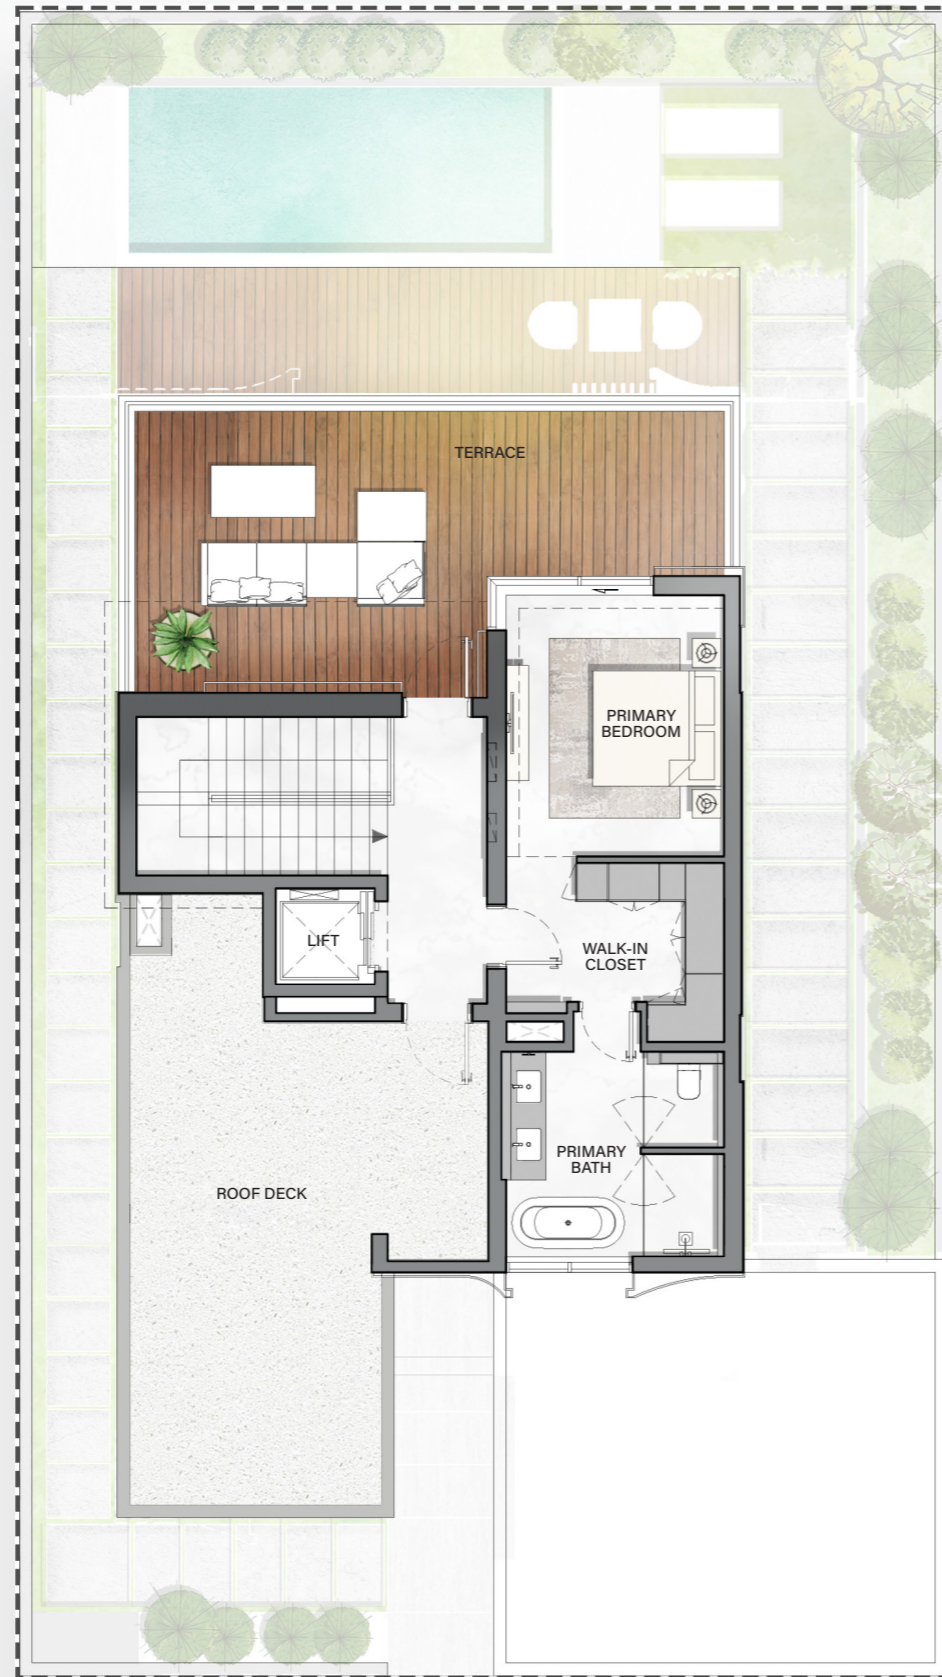 TERRACE
PRIMARY
BEDROOM
LIFT
WALK-IN
CLOSET
PRIMARY
BATH
ROOF DECK